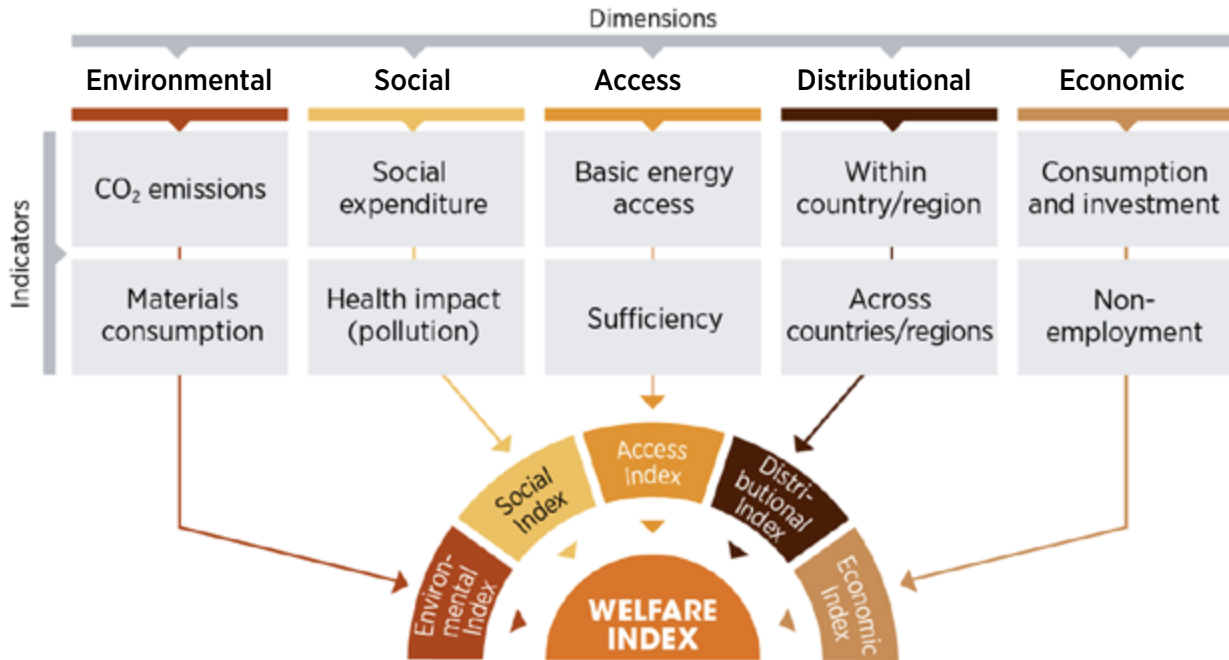 Dimensions
Environmental
Social
Access
Distributional
Economic
Indicators
CO₂ emissions
Social
expenditure
Basic energy
access
Within
country/region
Consumption
and investment
Materials
consumption
Health impact
(pollution)
Sufficiency
Across
countries/regions
Non-
employment
Environ-
mental
Index
Social
Index
Access
Index
Distri-
butional
Index
Economic
Index
WELFARE
INDEX